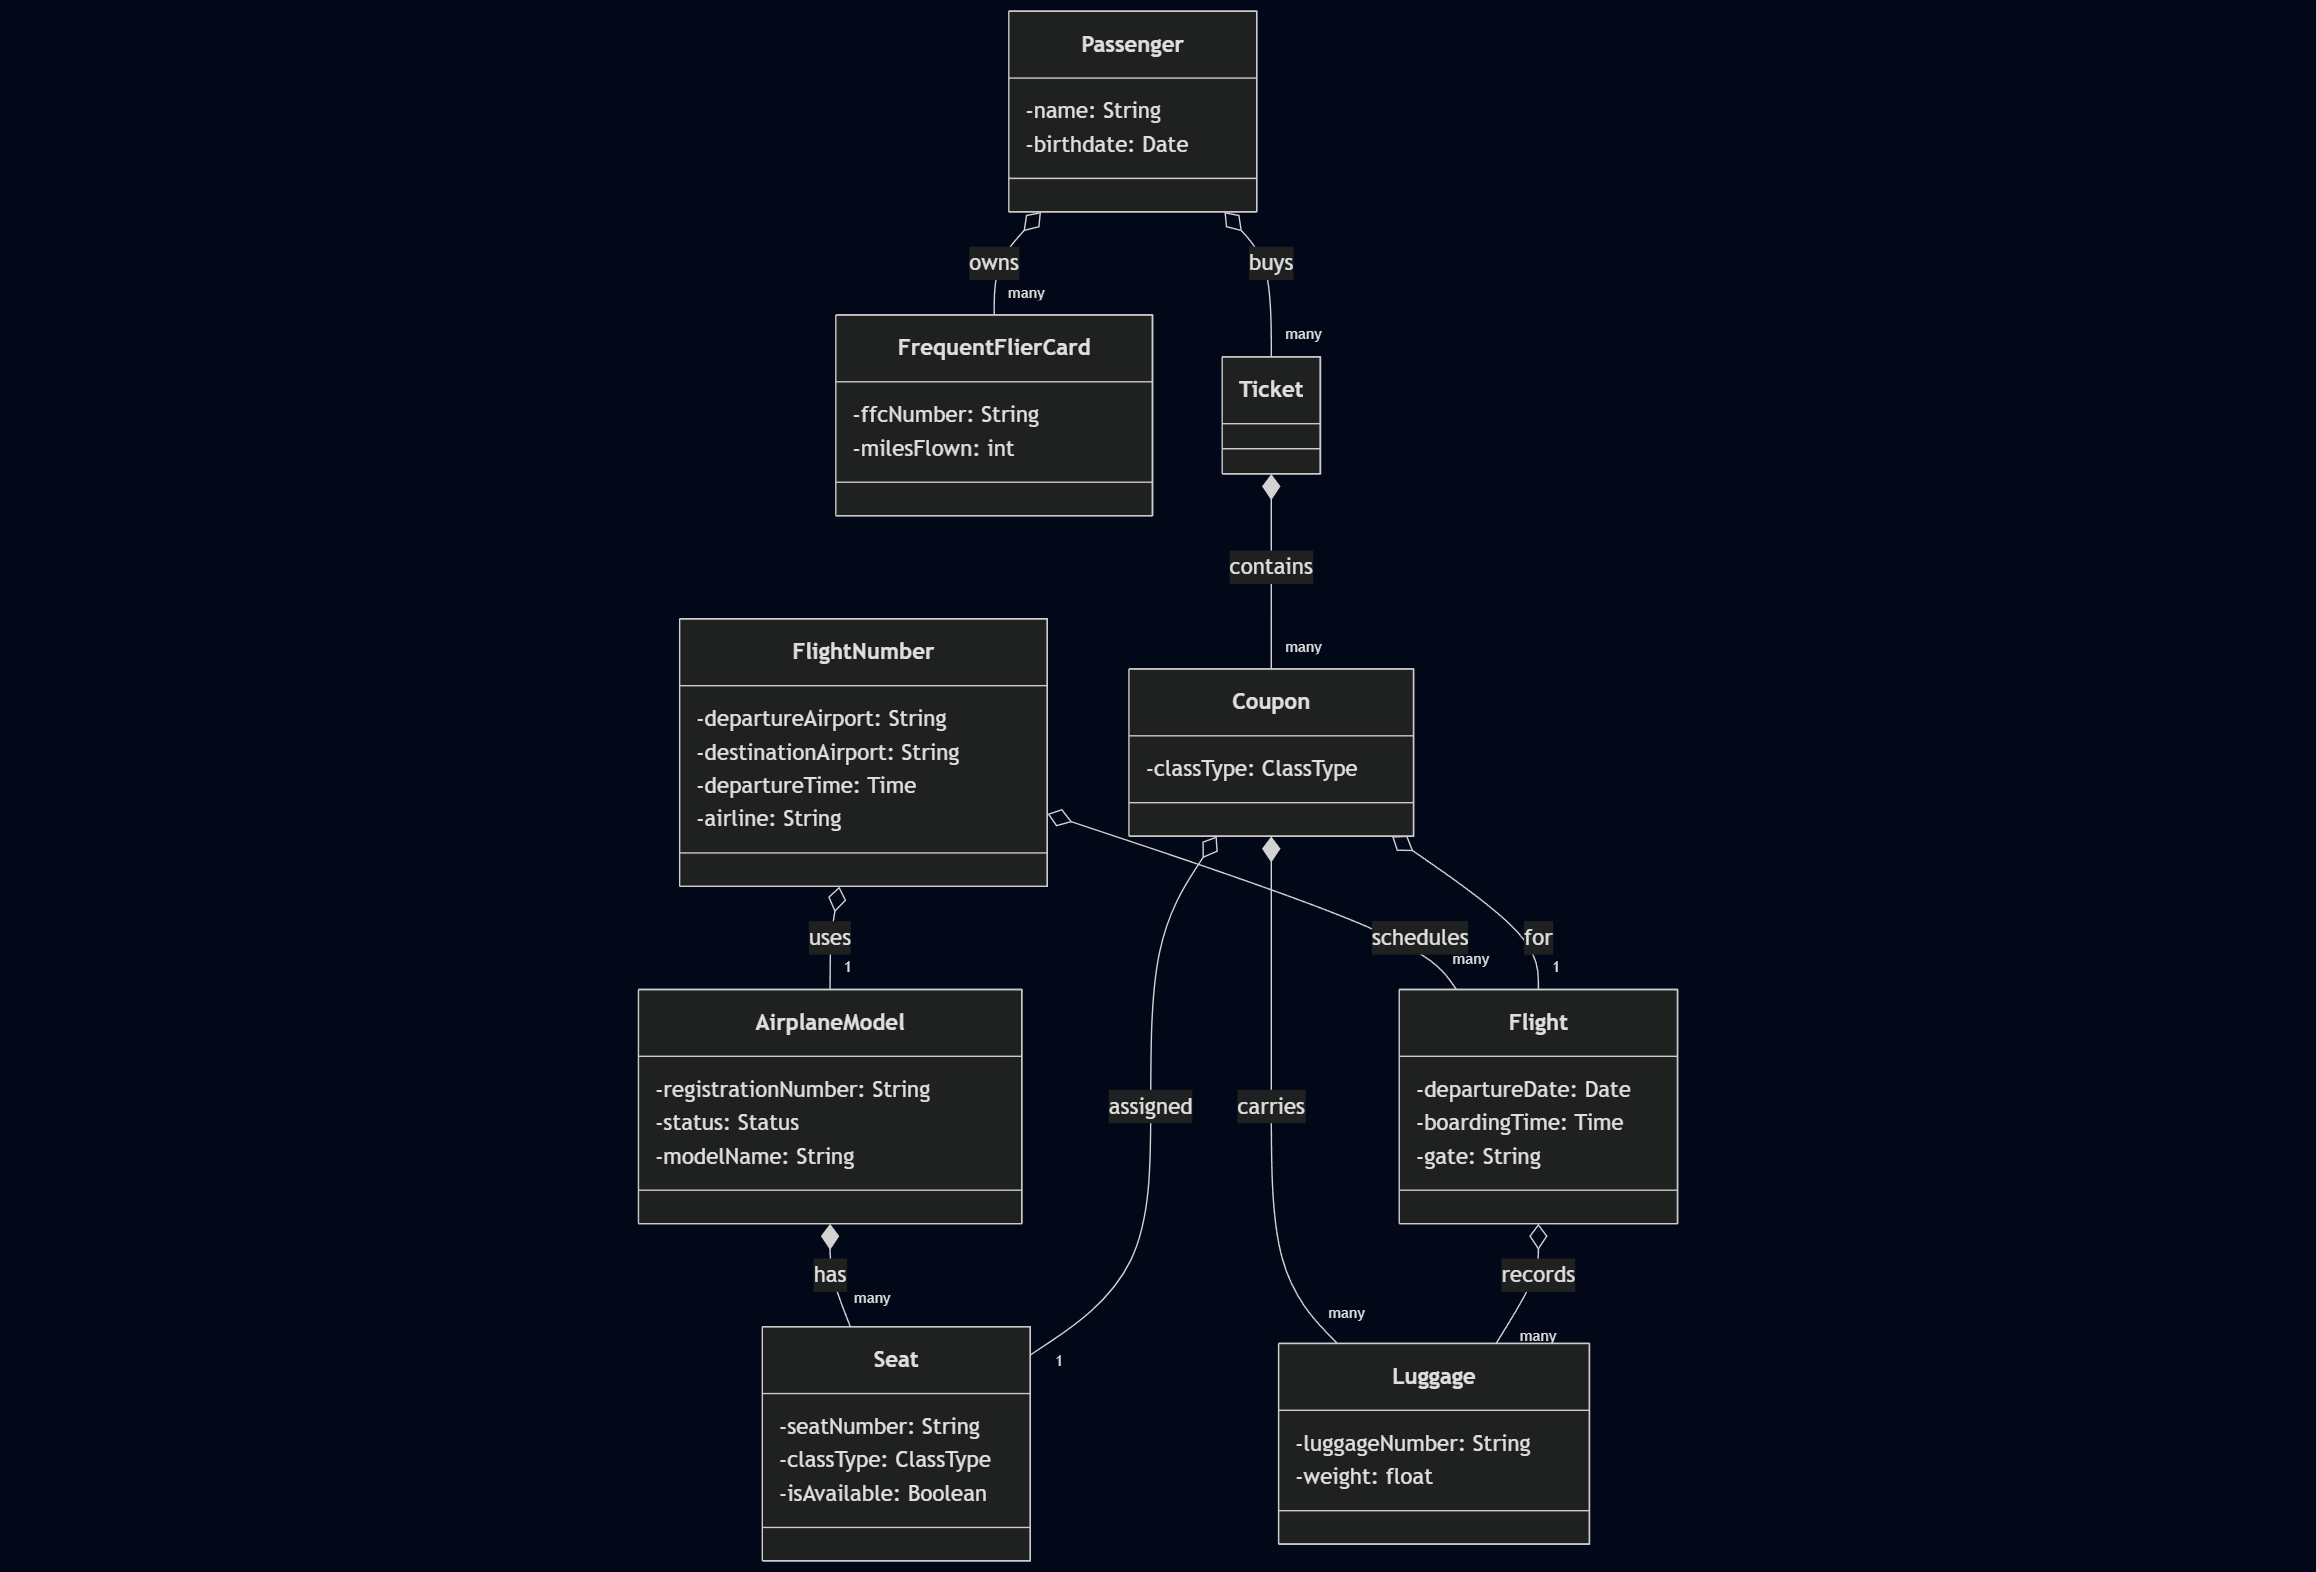 Passenger
-name: String
-birthdate: Date
owns
many
buys
many
FrequentFlierCard
-ffcNumber: String
-milesFlown: int
Ticket
contains
many
FlightNumber
-departureAirport: String
-destinationAirport: String
-departureTime: Time
-airline: String
Coupon
-classType: ClassType
uses
1
schedules
many
for
1
AirplaneModel
-registrationNumber: String
-status: Status
-modelName: String
assigned
1
carries
many
Flight
-departureDate: Date
-boardingTime: Time
-gate: String
has
many
records
many
Seat
-seatNumber: String
-classType: ClassType
-isAvailable: Boolean
Luggage
-luggageNumber: String
-weight: float